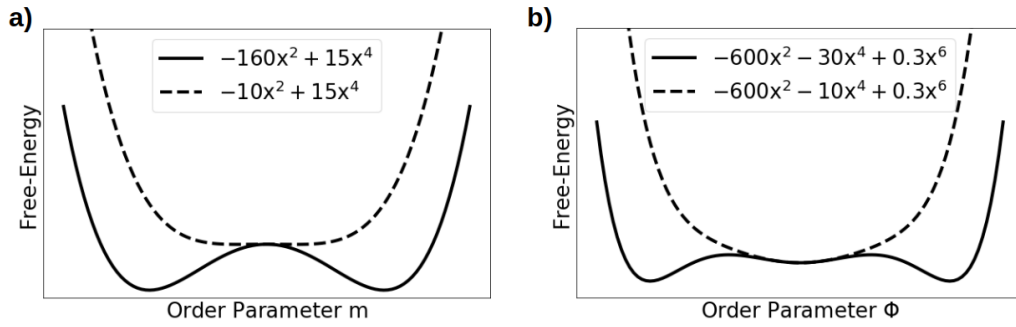 a)
−160x² + 15x⁴
−10x² + 15x⁴
Free-Energy
Order Parameter m
b)
−600x² − 30x⁴ + 0.3x⁶
−600x² − 10x⁴ + 0.3x⁶
Free-Energy
Order Parameter Φ